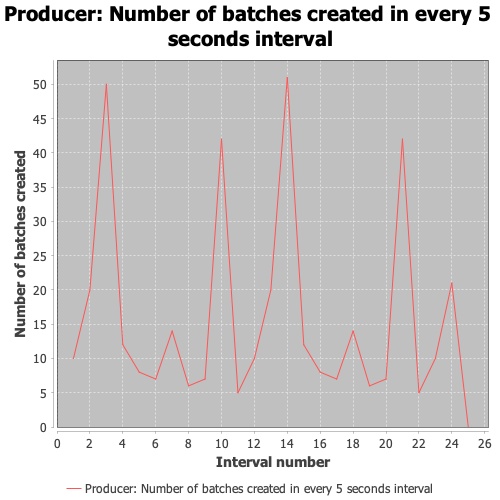 Producer: Number of batches created in every 5
seconds interval
Number of batches created
50
45
40
35
30
25
20
15
10
5
0
0 2 4 6 8 10 12 14 16 18 20 22 24 26
Interval number
Producer: Number of batches created in every 5 seconds interval